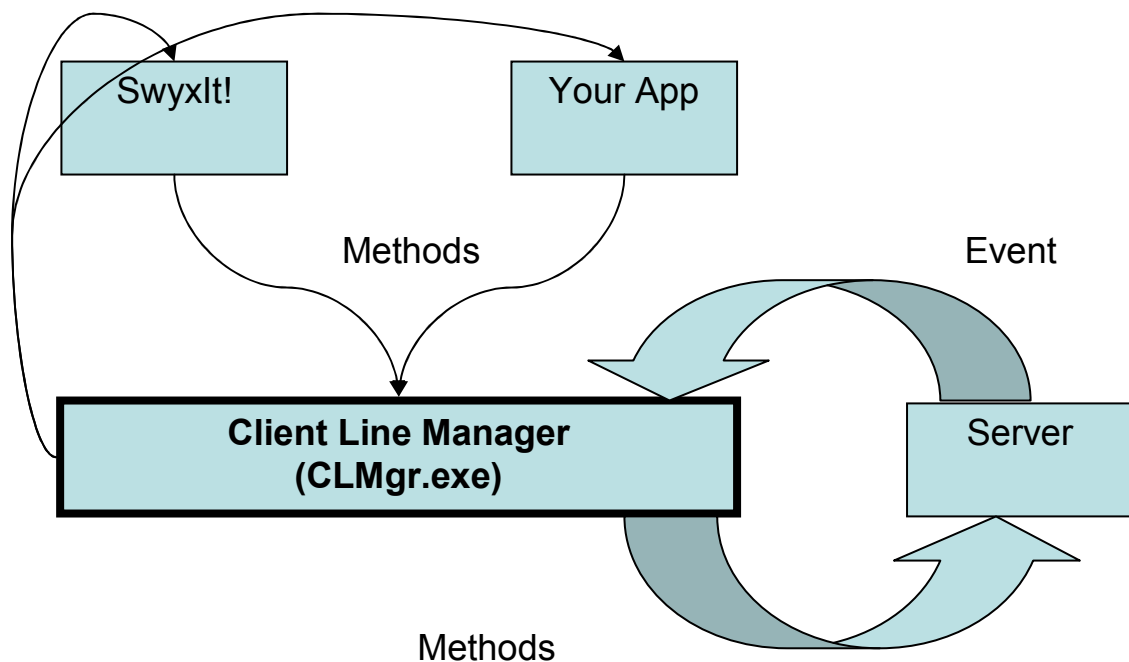 SwyxIt!
Your App
Methods
Event
Client Line Manager
(CLMgr.exe)
Server
Methods